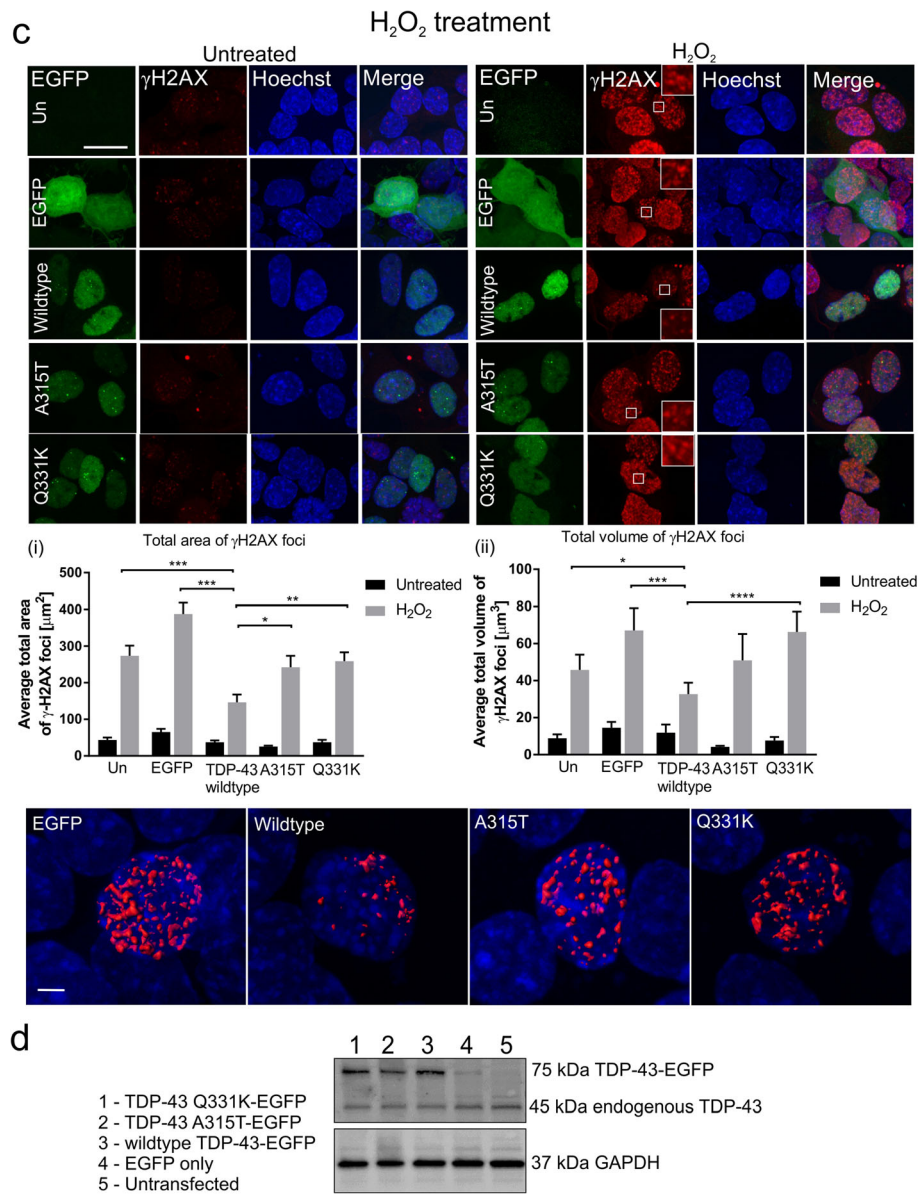 c
H₂O₂ treatment
Untreated
H₂O₂
EGFP γH2AX Hoechst Merge
EGFP γH2AX Hoechst Merge
Un
Un
EGFP
EGFP
Wildtype
Wildtype
A315T
A315T
Q331K
Q331K
(i)
Total area of γH2AX foci
Average total area
of γ-H2AX foci [μm²]
500
400
300
200
100
0
***
***
**
*
Untreated
H₂O₂
Un EGFP TDP-43 A315T Q331K
wildtype
(ii)
Total volume of γH2AX foci
Average total volume of
γH2AX foci [μm³]
80
60
40
20
0
*
***
****
Untreated
H₂O₂
Un EGFP TDP-43 A315T Q331K
wildtype
EGFP
Wildtype
A315T
Q331K
d
1 2 3 4 5
75 kDa TDP-43-EGFP
45 kDa endogenous TDP-43
37 kDa GAPDH
1 - TDP-43 Q331K-EGFP
2 - TDP-43 A315T-EGFP
3 - wildtype TDP-43-EGFP
4 - EGFP only
5 - Untransfected